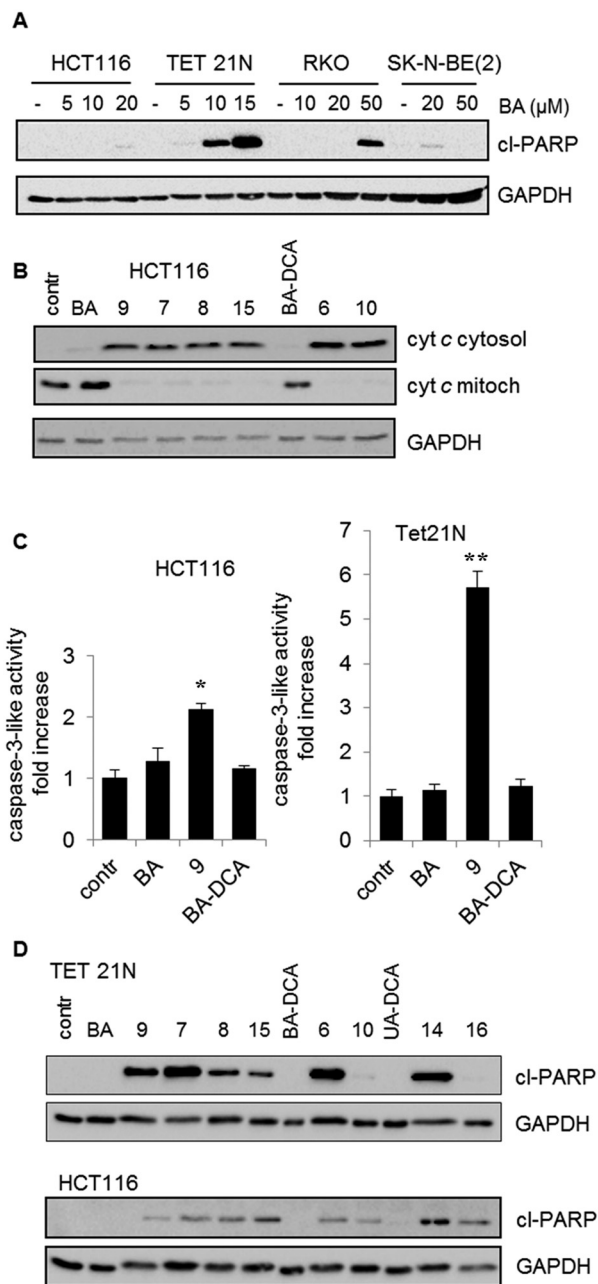 A
HCT116 TET 21N RKO SK-N-BE(2)
- 5 10 20 - 5 10 15 - 10 20 50 - 20 50 BA (µM)
cl-PARP
GAPDH
B
HCT116
contr BA 9 7 8 15 BA-DCA 6 10
cyt c cytosol
cyt c mitoch
GAPDH
C
HCT116
caspase-3-like activity
fold increase
3
2
1
0
*
contr BA 9 BA-DCA
Tet21N
caspase-3-like activity
fold increase
7
6
5
4
3
2
1
0
**
contr BA 9 BA-DCA
D
TET 21N
contr BA 9 7 8 15 BA-DCA 6 10 UA-DCA 14 16
cl-PARP
GAPDH
HCT116
cl-PARP
GAPDH